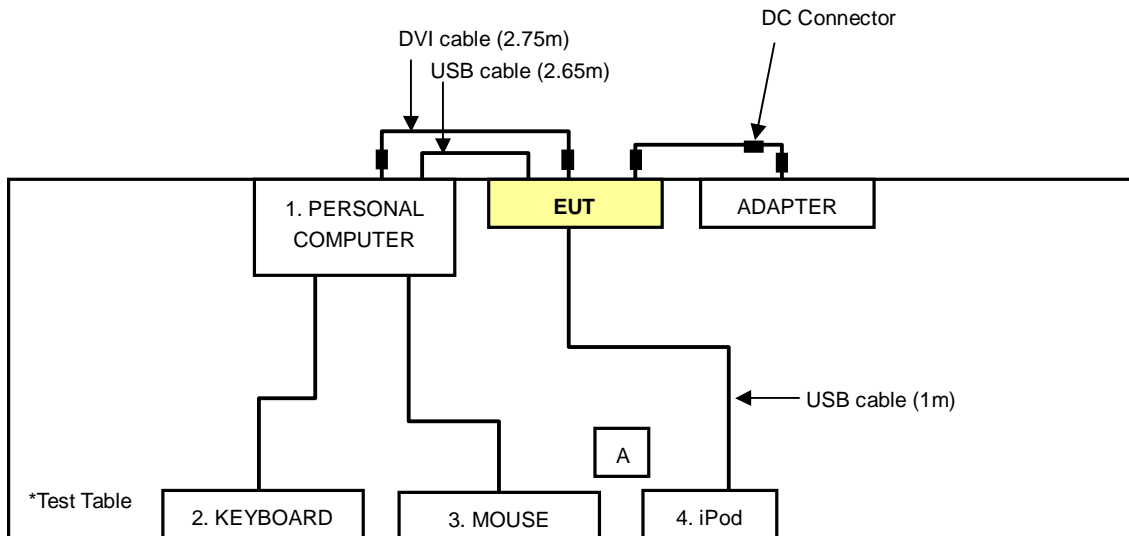 DC Connector
DVI cable (2.75m)
USB cable (2.65m)
1. PERSONAL
COMPUTER
EUT
ADAPTER
USB cable (1m)
A
*Test Table
2. KEYBOARD
3. MOUSE
4. iPod